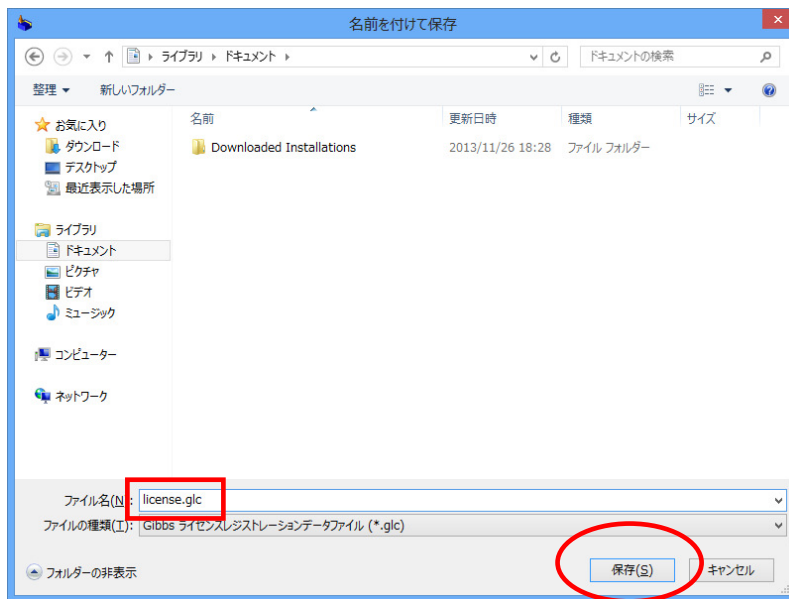 名前を付けて保存
ライブラリ ドキュメント
ドキュメントの検索
整理 新しいフォルダー
名前 更新日時 種類 サイズ
お気に入り
ダウンロード
デスクトップ
最近表示した場所
Downloaded Installations 2013/11/26 18:28 ファイル フォルダー
ライブラリ
ドキュメント
ピクチャ
ビデオ
ミュージック
コンピューター
ネットワーク
ファイル名(N): license.glc
ファイルの種類(T): Gibbs ライセンスレジストレーションデータファイル (*.glc)
フォルダーの非表示
保存(S) キャンセル